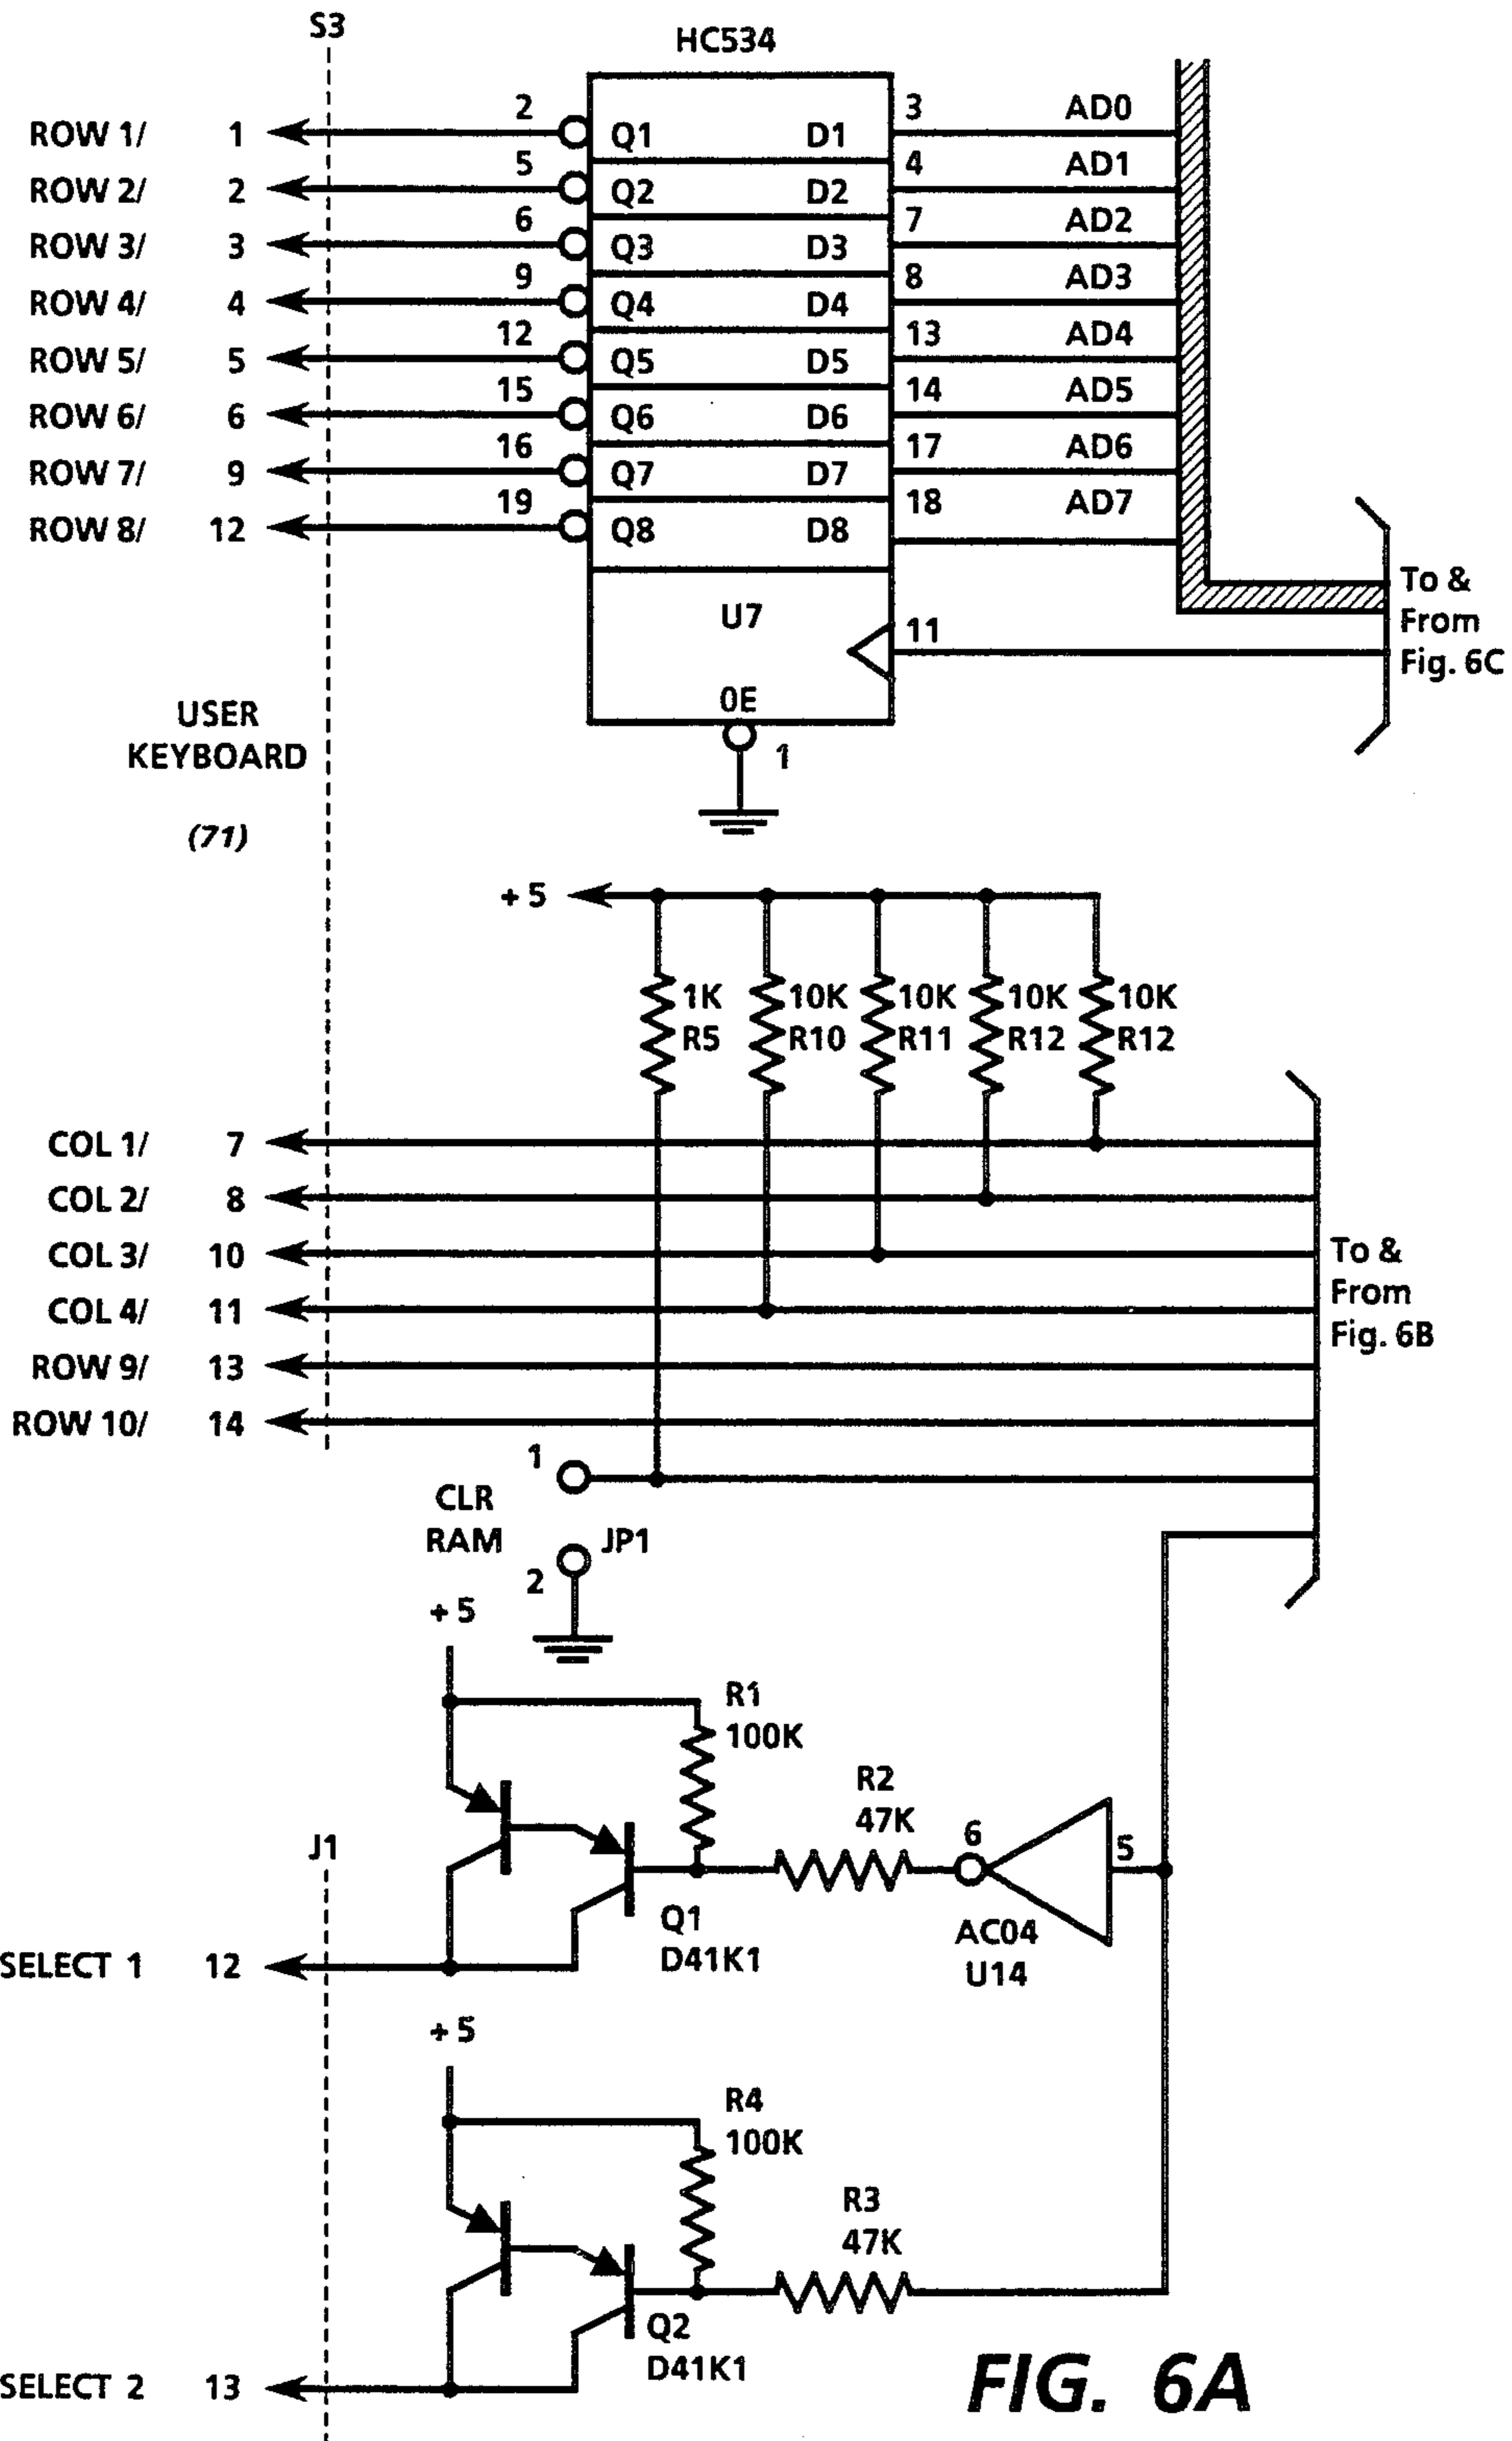 S3
HC534
ROW 1/ 1 2 Q1 D1 3 AD0
ROW 2/ 2 5 Q2 D2 4 AD1
ROW 3/ 3 6 Q3 D3 7 AD2
ROW 4/ 4 9 Q4 D4 8 AD3
ROW 5/ 5 12 Q5 D5 13 AD4
ROW 6/ 6 15 Q6 D6 14 AD5
ROW 7/ 9 16 Q7 D7 17 AD6
ROW 8/ 12 19 Q8 D8 18 AD7
U7
11
To &
From
Fig. 6C
0E
1
USER
KEYBOARD
(71)
+ 5
1K 10K 10K 10K 10K
R5 R10 R11 R12 R12
COL 1/ 7
COL 2/ 8
COL 3/ 10
COL 4/ 11
ROW 9/ 13
ROW 10/ 14
To &
From
Fig. 6B
1
CLR
RAM
JP1
2
+ 5
R1
100K
R2
47K
6
5
J1
Q1
D41K1
AC04
U14
SELECT 1 12
+ 5
R4
100K
R3
47K
Q2
D41K1
SELECT 2 13
FIG. 6A